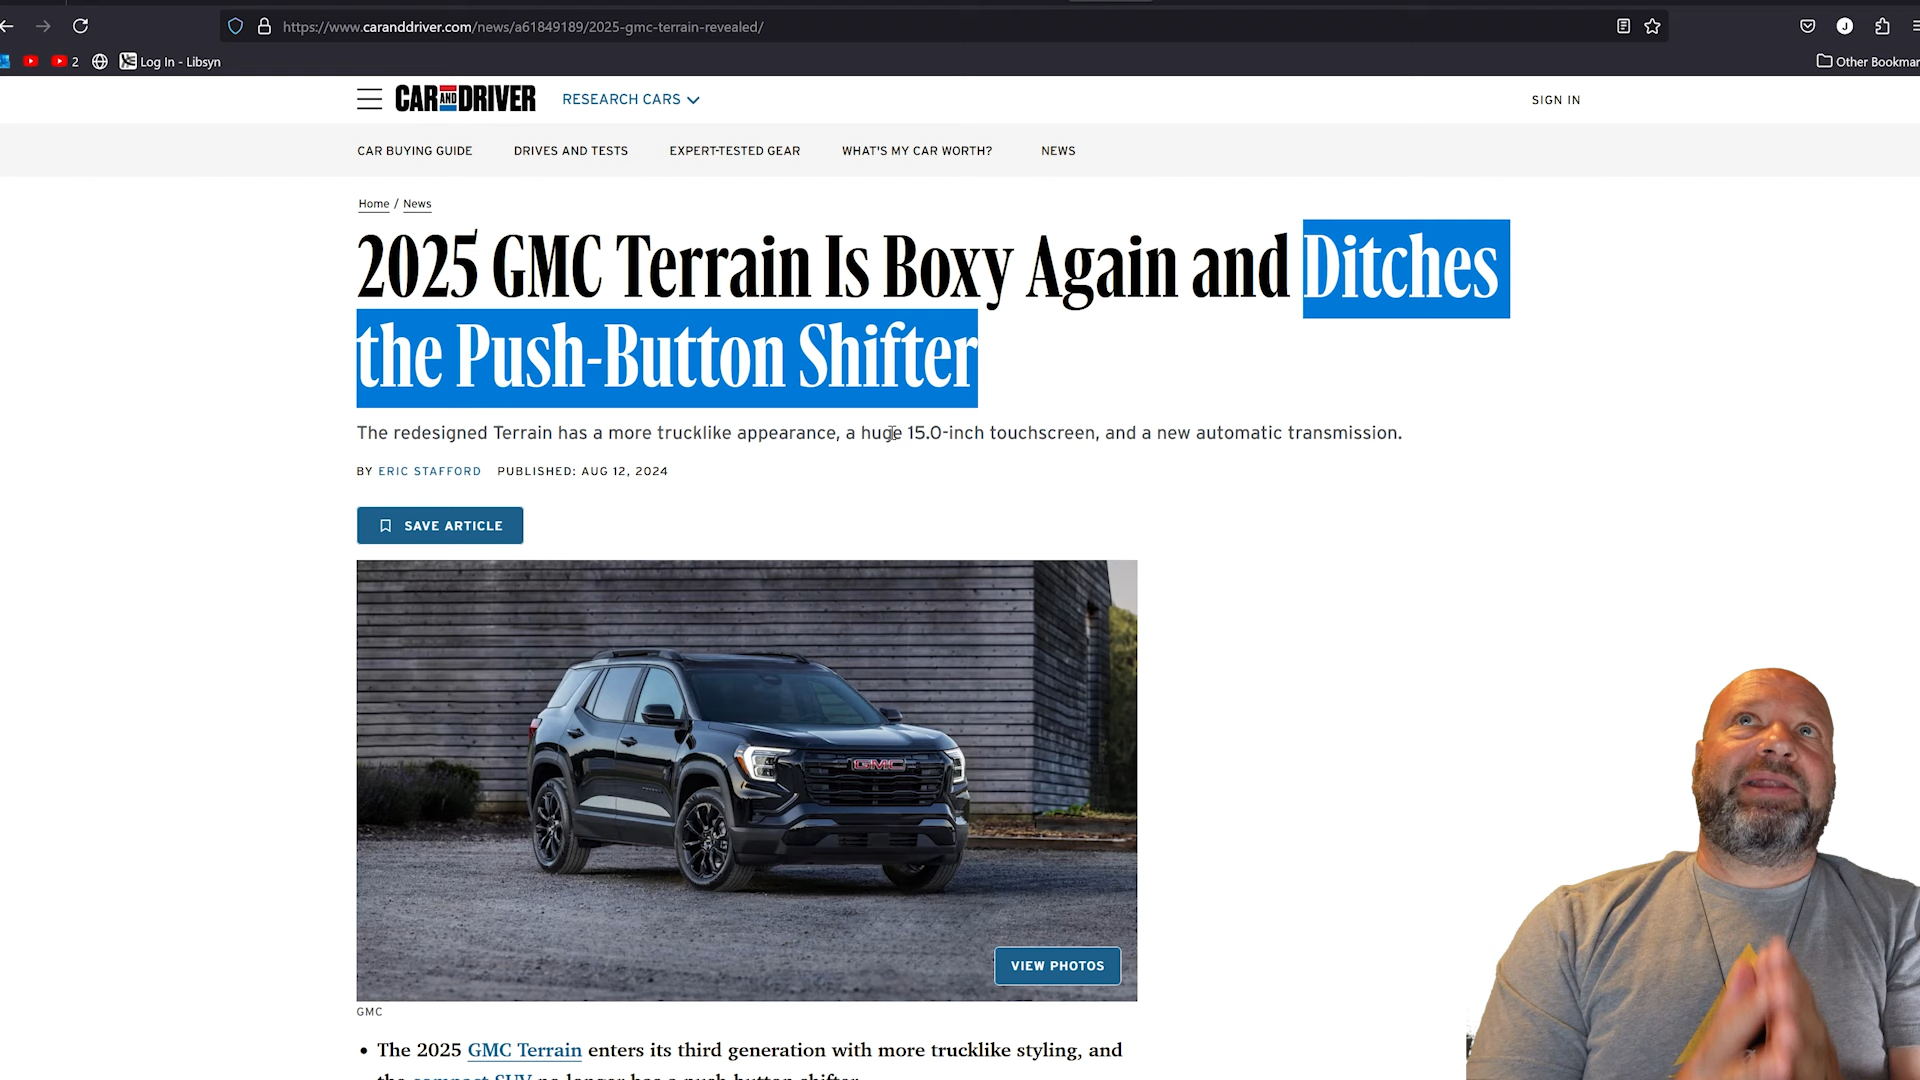 https://www.caranddriver.com/news/a61849189/2025-gmc-terrain-revealed/
J
2
Log In - Libsyn
Other Bookmar
CAR AND DRIVER
RESEARCH CARS
SIGN IN
CAR BUYING GUIDE
DRIVES AND TESTS
EXPERT-TESTED GEAR
WHAT'S MY CAR WORTH?
NEWS
Home / News
2025 GMC Terrain Is Boxy Again and Ditches
the Push-Button Shifter
The redesigned Terrain has a more trucklike appearance, a huge 15.0-inch touchscreen, and a new automatic transmission.
BY ERIC STAFFORD PUBLISHED: AUG 12, 2024
SAVE ARTICLE
GMC
VIEW PHOTOS
GMC
• The 2025 GMC Terrain enters its third generation with more trucklike styling, and
the compact SUV no longer has a push-button shifter.